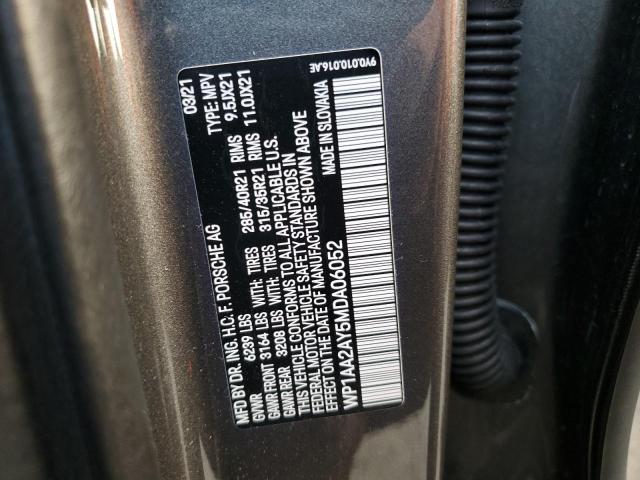 MFD BY DR. ING. H.C. F. PORSCHE AG 03/21
GVWR 6239 LBS TYPE: MPV
GAWR FRONT 3164 LBS WITH: TIRES 285/40R21 RIMS 9.5JX21
GAWR REAR 3208 LBS WITH: TIRES 315/35R21 RIMS 11.0JX21
THIS VEHICLE CONFORMS TO ALL APPLICABLE U.S.
FEDERAL MOTOR VEHICLE SAFETY STANDARDS IN
EFFECT ON DATE OF MANUFACTURE SHOWN ABOVE
WP1AA2AY5MDA06052 MADE IN SLOVAKIA
9Y0.010.016.AE